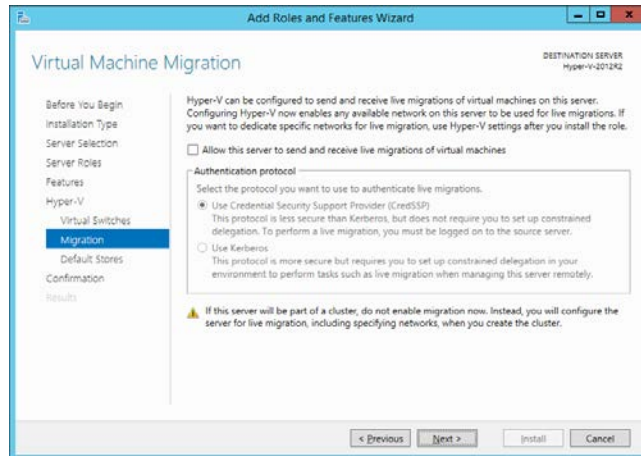 Add Roles and Features Wizard
Virtual Machine Migration
DESTINATION SERVER
Hyper-V-2012R2
Before You Begin
Installation Type
Server Selection
Server Roles
Features
Hyper-V
Virtual Switches
Migration
Default Stores
Confirmation
Results
Hyper-V can be configured to send and receive live migrations of virtual machines on this server.
Configuring Hyper-V now enables any available network on this server to be used for live migrations. If
you want to dedicate specific networks for live migration, use Hyper-V settings after you install the role.
Allow this server to send and receive live migrations of virtual machines
Authentication protocol
Select the protocol you want to use to authenticate live migrations.
Use Credential Security Support Provider (CredSSP)
This protocol is less secure than Kerberos, but does not require you to set up constrained
delegation. To perform a live migration, you must be logged on to the source server.
Use Kerberos
This protocol is more secure but requires you to set up constrained delegation in your
environment to perform tasks such as live migration when managing this server remotely.
If this server will be part of a cluster, do not enable migration now. Instead, you will configure the
server for live migration, including specifying networks, when you create the cluster.
< Previous
Next >
Install
Cancel